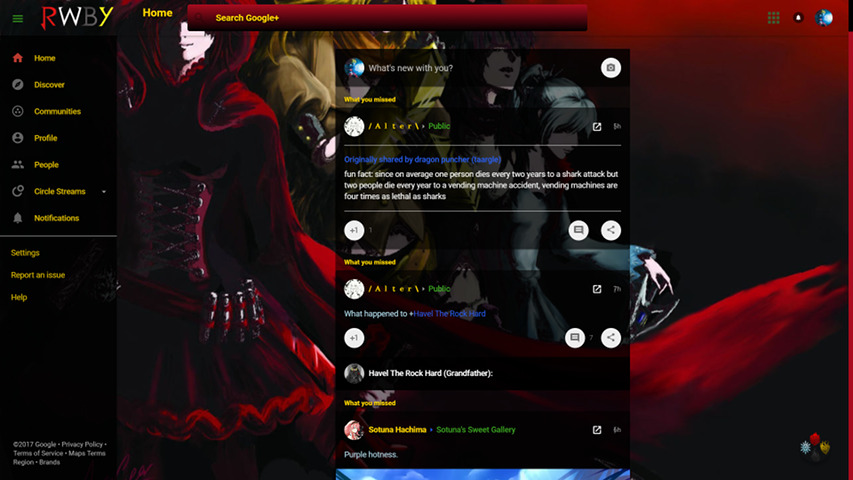 RWBY
Home
Search Google+
Home
Discover
Communities
Profile
People
Circle Streams
Notifications
Settings
Report an issue
Help
©2017 Google • Privacy Policy •
Terms of Service • Maps Terms
Region • Brands
What's new with you?
What you missed
/ A l t e r \ Public
5h
Originally shared by dragon puncher (taargle)
fun fact: since on average one person dies every two years to a shark attack but
two people die every year to a vending machine accident, vending machines are
four times as lethal as sharks
+1 1
What you missed
/ A l t e r \ Public
7h
What happened to +Havel The Rock Hard
+1
7
Havel The Rock Hard (Grandfather):
What you missed
Sotuna Hachima Sotuna's Sweet Gallery
6h
Purple hotness.